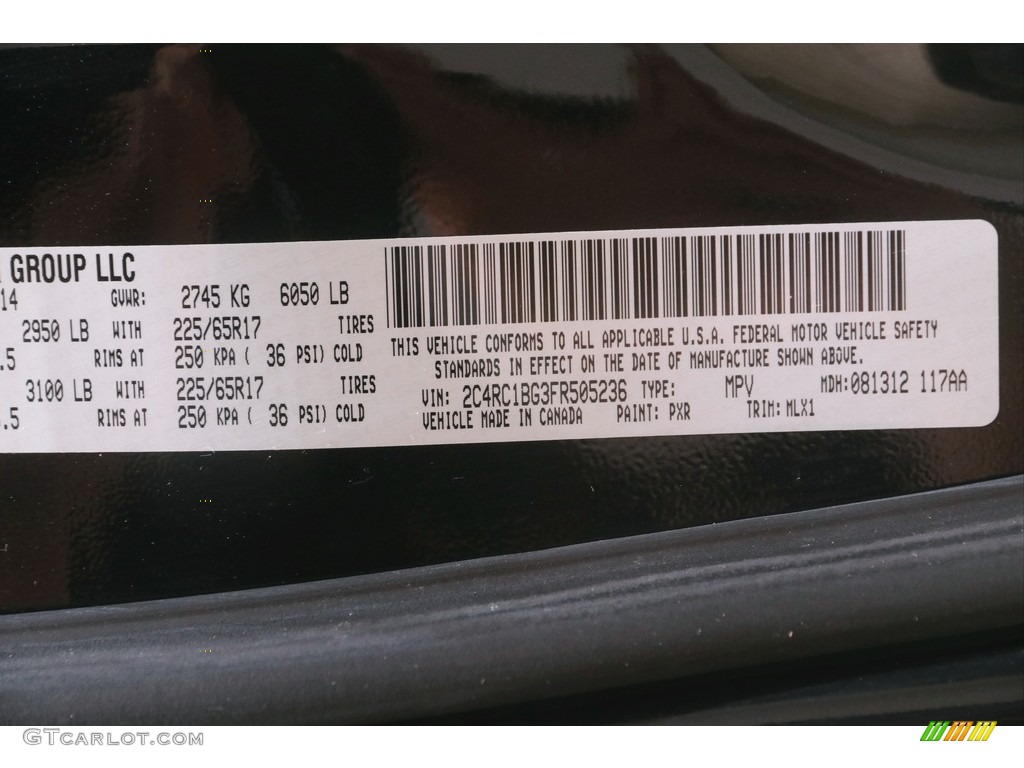 GROUP LLC
14 GVWR: 2745 KG 6050 LB
2950 LB WITH 225/65R17 TIRES
.5 RIMS AT 250 KPA ( 36 PSI) COLD
3100 LB WITH 225/65R17 TIRES
.5 RIMS AT 250 KPA ( 36 PSI) COLD
THIS VEHICLE CONFORMS TO ALL APPLICABLE U.S.A. FEDERAL MOTOR VEHICLE SAFETY
STANDARDS IN EFFECT ON THE DATE OF MANUFACTURE SHOWN ABOVE.
VIN: 2C4RC1BG3FR505236 TYPE: MPV MDH:081312 117AA
VEHICLE MADE IN CANADA PAINT: PXR TRIM: MLX1
GTCarLot.com